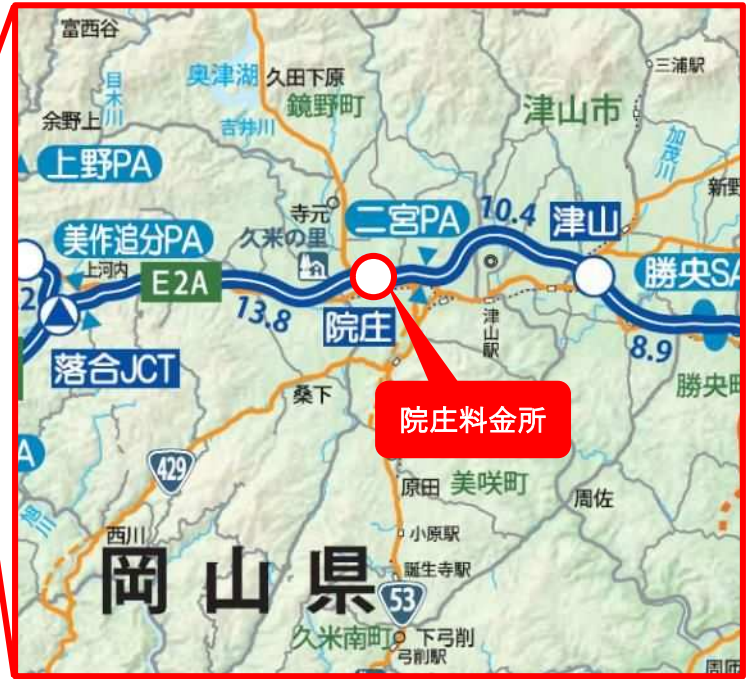 富西谷
奥津湖
久田下原
三浦駅
目木川
鏡野町
津山市
余野上
吉井川
加茂川
上野PA
新野
寺元
二宮PA
10.4
津山
美作追分PA
久米の里
上河内
E2A
勝央SA
2
13.8
院庄
津山駅
落合JCT
8.9
桑下
勝央町
院庄料金所
A
429
原田
美咲町
周佐
旭川
西川
小原駅
岡山県
誕生寺駅
53
久米南町
下弓削
弓削駅
周匝